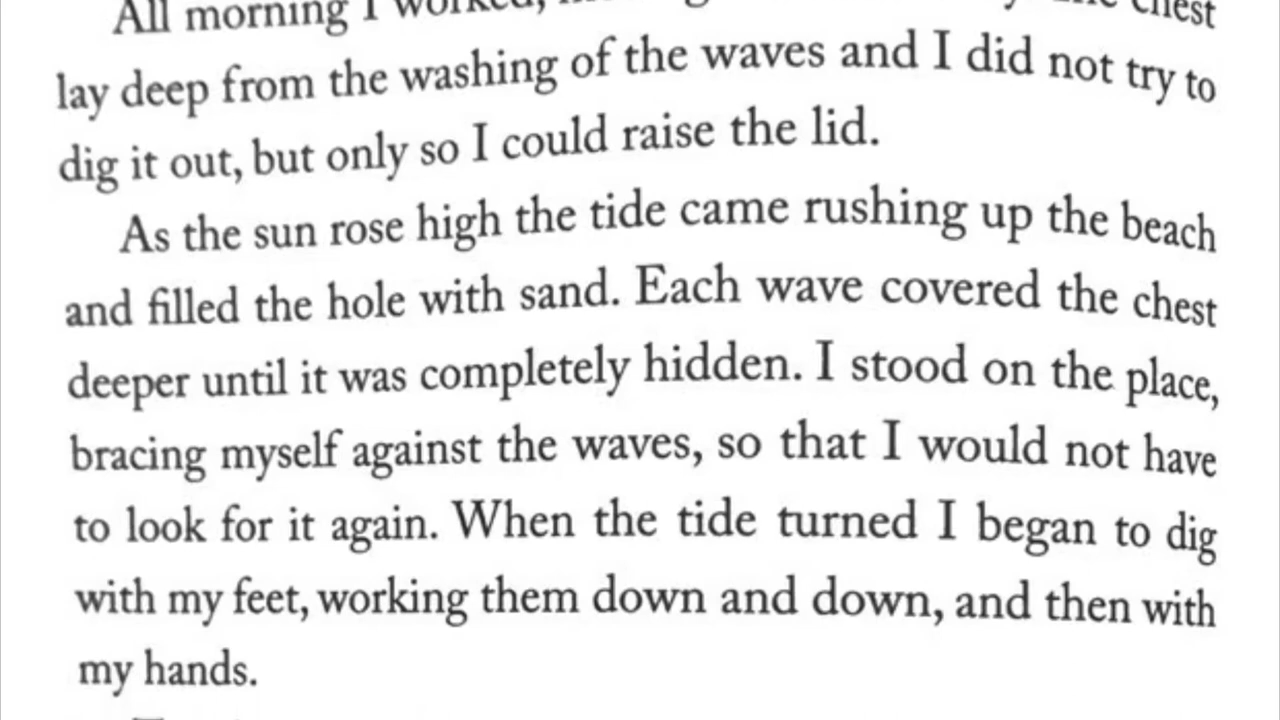 All morning I worked, chest
lay deep from the washing of the waves and I did not try to
dig it out, but only so I could raise the lid.
As the sun rose high the tide came rushing up the beach
and filled the hole with sand. Each wave covered the chest
deeper until it was completely hidden. I stood on the place,
bracing myself against the waves, so that I would not have
to look for it again. When the tide turned I began to dig
with my feet, working them down and down, and then with
my hands.